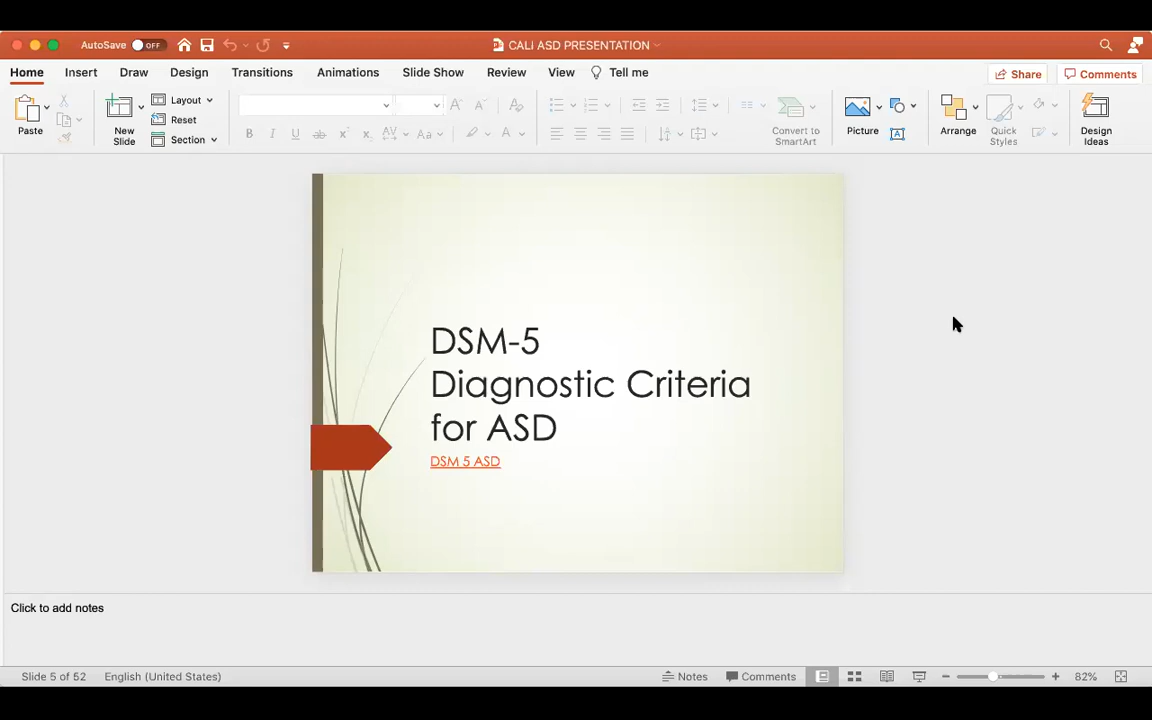 AutoSave OFF CALI ASD PRESENTATION
Home Insert Draw Design Transitions Animations Slide Show Review View Tell me Share Comments
Paste
New Slide
Layout
Reset
Section
B I U ab x x AV Aa A
Convert to SmartArt
Picture
A
Arrange
Quick Styles
Design Ideas
DSM-5
Diagnostic Criteria
for ASD
DSM 5 ASD
Click to add notes
Slide 5 of 52 English (United States) Notes Comments 82%